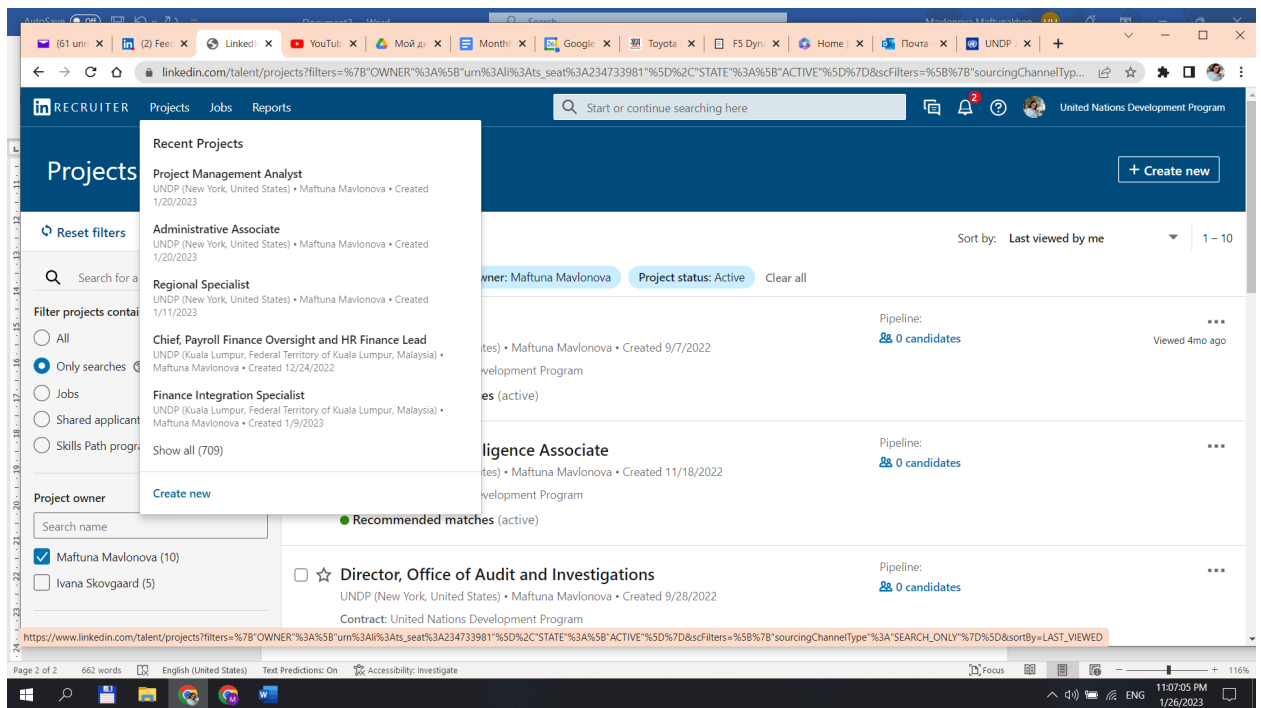 AutoSave Off
Document2 - Word
Search
Mavlonova Maftunakhon
MU
(61 unr
(2) Feed
LinkedI
YouTub
Мой ди
Monthl
Google
Toyota
F5 Dyna
Home |
Почта
UNDP J
linkedin.com/talent/projects?filters=%7B"OWNER"%3A%5B"urn%3Ali%3Ats_seat%3A234733981"%5D%2C"STATE"%3A%5B"ACTIVE"%5D%7D&scFilters=%5B%7B"sourcingChannelTyp...
in RECRUITER Projects Jobs Reports
Start or continue searching here
2
United Nations Development Program
Projects
+ Create new
Recent Projects
Project Management Analyst
UNDP (New York, United States) • Maftuna Mavlonova • Created
1/20/2023
Administrative Associate
UNDP (New York, United States) • Maftuna Mavlonova • Created
1/20/2023
Regional Specialist
UNDP (New York, United States) • Maftuna Mavlonova • Created
1/11/2023
Chief, Payroll Finance Oversight and HR Finance Lead
UNDP (Kuala Lumpur, Federal Territory of Kuala Lumpur, Malaysia) •
Maftuna Mavlonova • Created 12/24/2022
Finance Integration Specialist
UNDP (Kuala Lumpur, Federal Territory of Kuala Lumpur, Malaysia) •
Maftuna Mavlonova • Created 1/9/2023
Show all (709)
Create new
Reset filters
Sort by: Last viewed by me
1 – 10
Search for a
wner: Maftuna Mavlonova
Project status: Active
Clear all
Filter projects contai
All
Only searches
Jobs
Shared applicant
Skills Path progra
Project owner
Search name
Maftuna Mavlonova (10)
Ivana Skovgaard (5)
tes) • Maftuna Mavlonova • Created 9/7/2022
velopment Program
es (active)
Pipeline:
0 candidates
Viewed 4mo ago
ligence Associate
tes) • Maftuna Mavlonova • Created 11/18/2022
velopment Program
Recommended matches (active)
Pipeline:
0 candidates
Director, Office of Audit and Investigations
UNDP (New York, United States) • Maftuna Mavlonova • Created 9/28/2022
Contract: United Nations Development Program
Pipeline:
0 candidates
https://www.linkedin.com/talent/projects?filters=%7B"OWNER"%3A%5B"urn%3Ali%3Ats_seat%3A234733981"%5D%2C"STATE"%3A%5B"ACTIVE"%5D%7D&scFilters=%5B%7B"sourcingChannelType"%3A"SEARCH_ONLY"%7D%5D&sortBy=LAST_VIEWED
Page 2 of 2 662 words English (United States) Text Predictions: On Accessibility: Investigate
Focus
116%
ENG
11:07:05 PM
1/26/2023